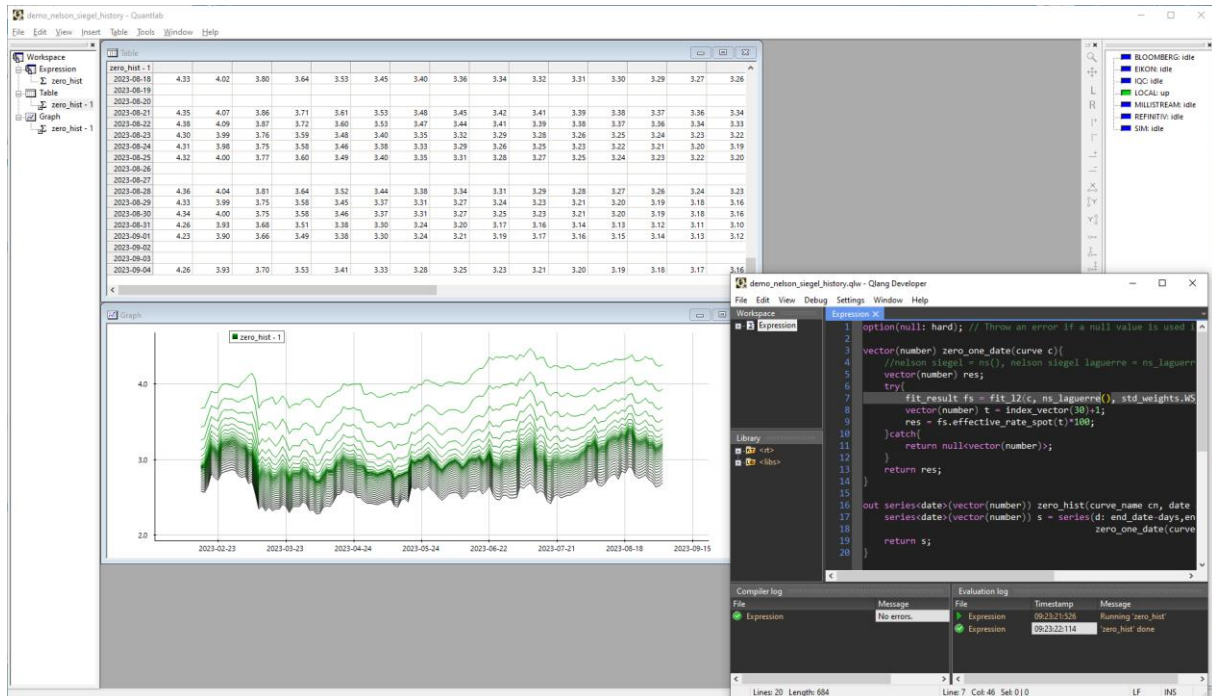 demo_nelson_siegel_history - Quantlab
File Edit View Insert Table Tools Window Help
Workspace
Expression
Σ zero_hist
Table
zero_hist - 1
Graph
zero_hist - 1
Table
zero_hist - 1
2023-08-18 4.33 4.02 3.80 3.64 3.53 3.45 3.40 3.36 3.34 3.32 3.31 3.30 3.29 3.27 3.26
2023-08-19
2023-08-20
2023-08-21 4.35 4.07 3.86 3.71 3.61 3.53 3.48 3.45 3.42 3.41 3.39 3.38 3.37 3.36 3.34
2023-08-22 4.38 4.09 3.87 3.72 3.60 3.53 3.47 3.44 3.41 3.39 3.38 3.37 3.36 3.34 3.33
2023-08-23 4.30 3.99 3.76 3.59 3.48 3.40 3.35 3.32 3.29 3.28 3.26 3.25 3.24 3.23 3.22
2023-08-24 4.31 3.98 3.75 3.58 3.46 3.38 3.33 3.29 3.26 3.25 3.23 3.22 3.21 3.20 3.19
2023-08-25 4.32 4.00 3.77 3.60 3.49 3.40 3.35 3.31 3.28 3.27 3.25 3.24 3.23 3.22 3.20
2023-08-26
2023-08-27
2023-08-28 4.36 4.04 3.81 3.64 3.52 3.44 3.38 3.34 3.31 3.29 3.28 3.27 3.26 3.24 3.23
2023-08-29 4.33 3.99 3.75 3.58 3.45 3.37 3.31 3.27 3.24 3.23 3.21 3.20 3.19 3.18 3.16
2023-08-30 4.34 4.00 3.75 3.58 3.46 3.37 3.31 3.27 3.25 3.23 3.21 3.20 3.19 3.18 3.16
2023-08-31 4.26 3.93 3.68 3.51 3.38 3.30 3.24 3.20 3.17 3.16 3.14 3.13 3.12 3.11 3.10
2023-09-01 4.23 3.90 3.66 3.49 3.38 3.30 3.24 3.21 3.19 3.17 3.16 3.15 3.14 3.13 3.12
2023-09-02
2023-09-03
2023-09-04 4.26 3.93 3.70 3.53 3.41 3.33 3.28 3.25 3.23 3.21 3.20 3.19 3.18 3.17 3.16
BLOOMBERG: idle
EIKON: idle
IQC: idle
LOCAL: up
MILLISTREAM: idle
REFINITIV: idle
SIM: idle
L
R
Graph
zero_hist - 1
4.0
3.0
2.0
2023-02-23 2023-03-23 2023-04-24 2023-05-24 2023-06-22 2023-07-21 2023-08-18 2023-09-15
demo_nelson_siegel_history.qlw - Qlang Developer
File Edit View Debug Settings Window Help
Workspace
Expression
Library
<rt>
<libs>
Expression
1 option(null: hard); // Throw an error if a null value is used i
2
3 vector(number) zero_one_date(curve c){
4 //nelson siegel = ns(), nelson siegel laguerre = ns_laguerr
5 vector(number) res;
6 try{
7 fit_result fs = fit_l2(c, ns_laguerre(), std_weights.WS
8 vector(number) t = index_vector(30)+1;
9 res = fs.effective_rate_spot(t)*100;
10 }catch{
11 return null<vector(number)>;
12 }
13 return res;
14 }
15
16 out series<date>(vector(number)) zero_hist(curve_name cn, date
17 series<date>(vector(number)) s = series(d: end_date-days,en
18 zero_one_date(curve
19 return s;
20 }
Compiler log
File Message
Expression No errors.
Evaluation log
File Timestamp Message
Expression 09:23:21:526 Running 'zero_hist'
Expression 09:23:22:114 'zero_hist' done
Lines: 20 Length: 684 Line: 7 Col: 46 Sel: 0 | 0 LF INS